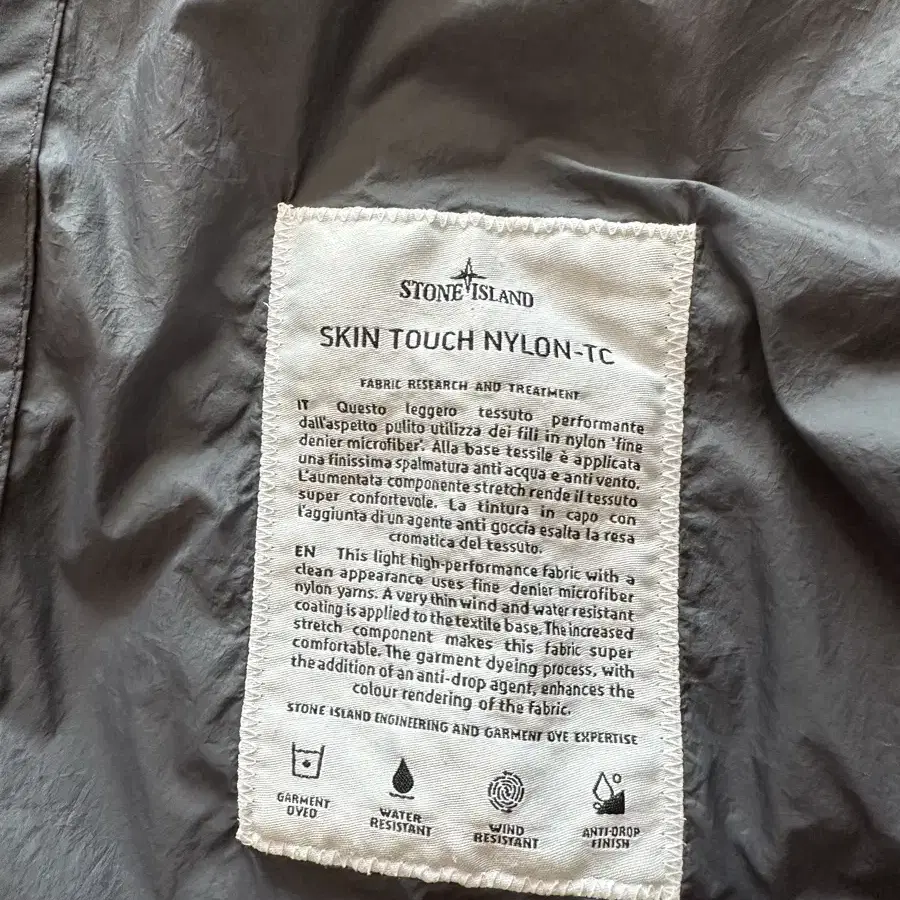 STONE ISLAND
SKIN TOUCH NYLON-TC
FABRIC RESEARCH AND TREATMENT
IT Questo leggero tessuto performante
dall'aspetto pulito utilizza dei fili in nylon 'fine
denier microfiber'. Alla base tessile è applicata
una finissima spalmatura anti acqua e anti vento.
L'aumentata componente stretch rende il tessuto
super confortevole. La tintura in capo con
l'aggiunta di un agente anti goccia esalta la resa
cromatica del tessuto.
EN This light high-performance fabric with a
clean appearance uses fine denier microfiber
nylon yarns. A very thin wind and water resistant
coating is applied to the textile base. The increased
stretch component makes this fabric super
comfortable. The garment dyeing process, with
the addition of an anti-drop agent, enhances the
colour rendering of the fabric.
STONE ISLAND ENGINEERING AND GARMENT DYE EXPERTISE
GARMENT
DYED
WATER
RESISTANT
WIND
RESISTANT
ANTI-DROP
FINISH